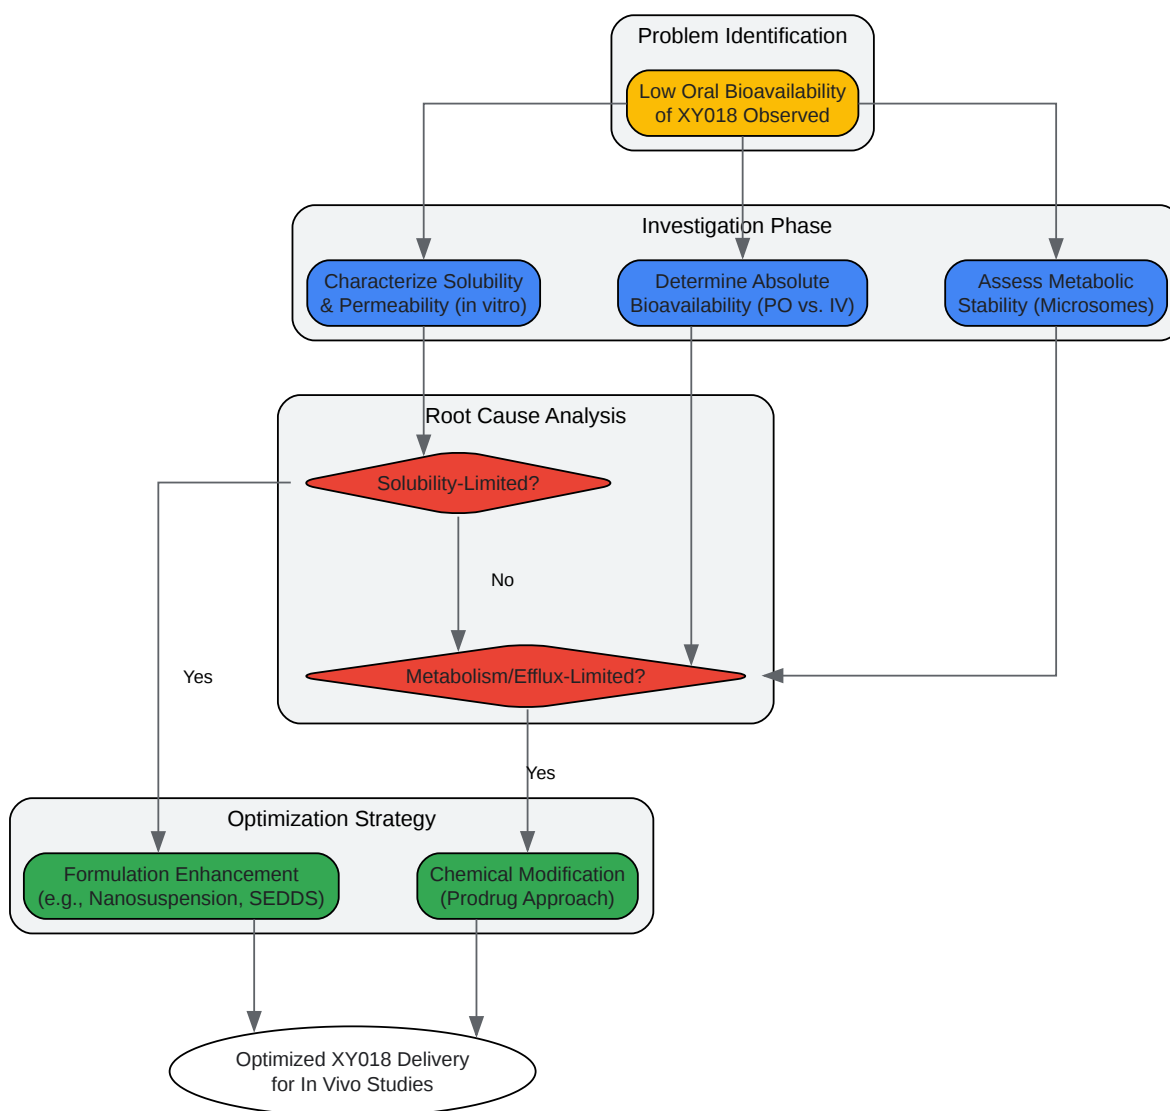 Problem Identification
Low Oral Bioavailability
of XY018 Observed
Investigation Phase
Characterize Solubility
& Permeability (in vitro)
Determine Absolute
Bioavailability (PO vs. IV)
Assess Metabolic
Stability (Microsomes)
Root Cause Analysis
Solubility-Limited?
No
Yes
Metabolism/Efflux-Limited?
Yes
Optimization Strategy
Formulation Enhancement
(e.g., Nanosuspension, SEDDS)
Chemical Modification
(Prodrug Approach)
Optimized XY018 Delivery
for In Vivo Studies